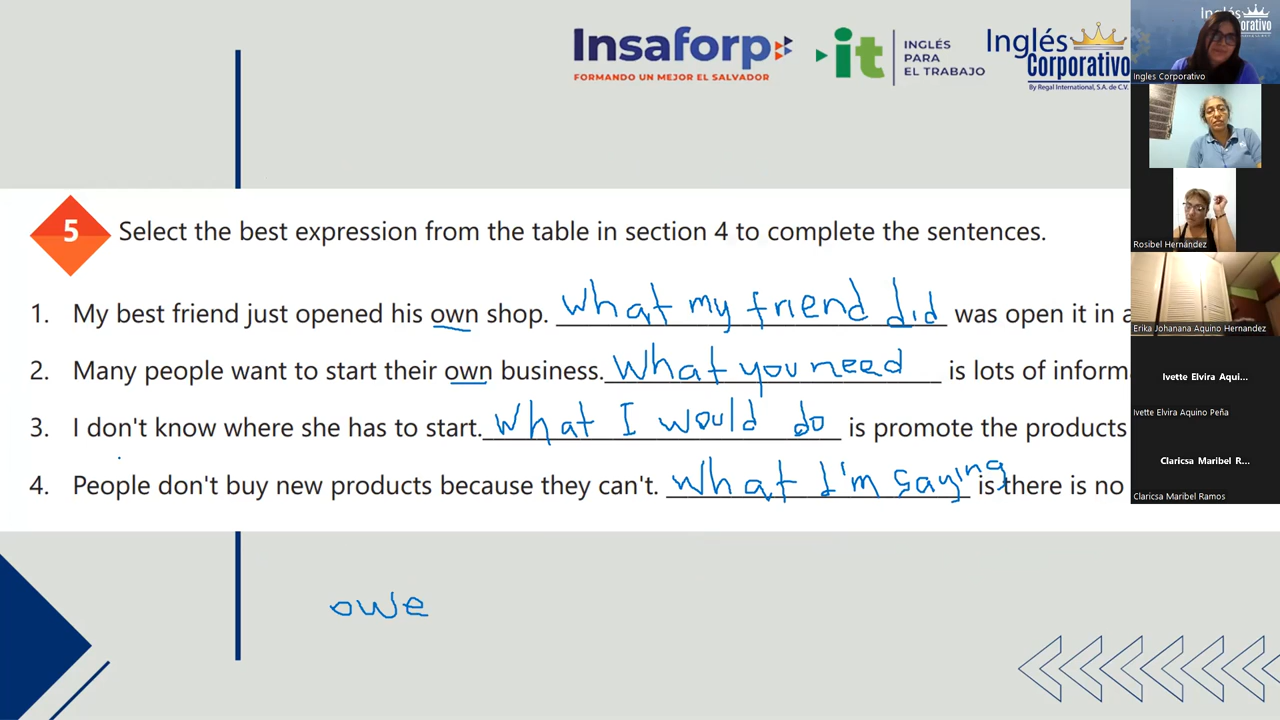 Insaforp
FORMANDO UN MEJOR EL SALVADOR
it
INGLÉS
PARA
EL TRABAJO
Inglés
Corporativo
By Regal International, S.A. de C.V.
Inglés
orativo
Ingles Corporativo
Rosibel Hernández
Erika Johanana Aquino Hernandez
Ivette Elvira Aqui...
Ivette Elvira Aquino Peña
Claricsa Maribel R...
Claricsa Maribel Ramos
5 Select the best expression from the table in section 4 to complete the sentences.
1. My best friend just opened his own shop. what my friend did was open it in a
2. Many people want to start their own business. What you need is lots of inform
3. I don't know where she has to start. What I would do is promote the products
4. People don't buy new products because they can't. What I'm saying is there is no
owe